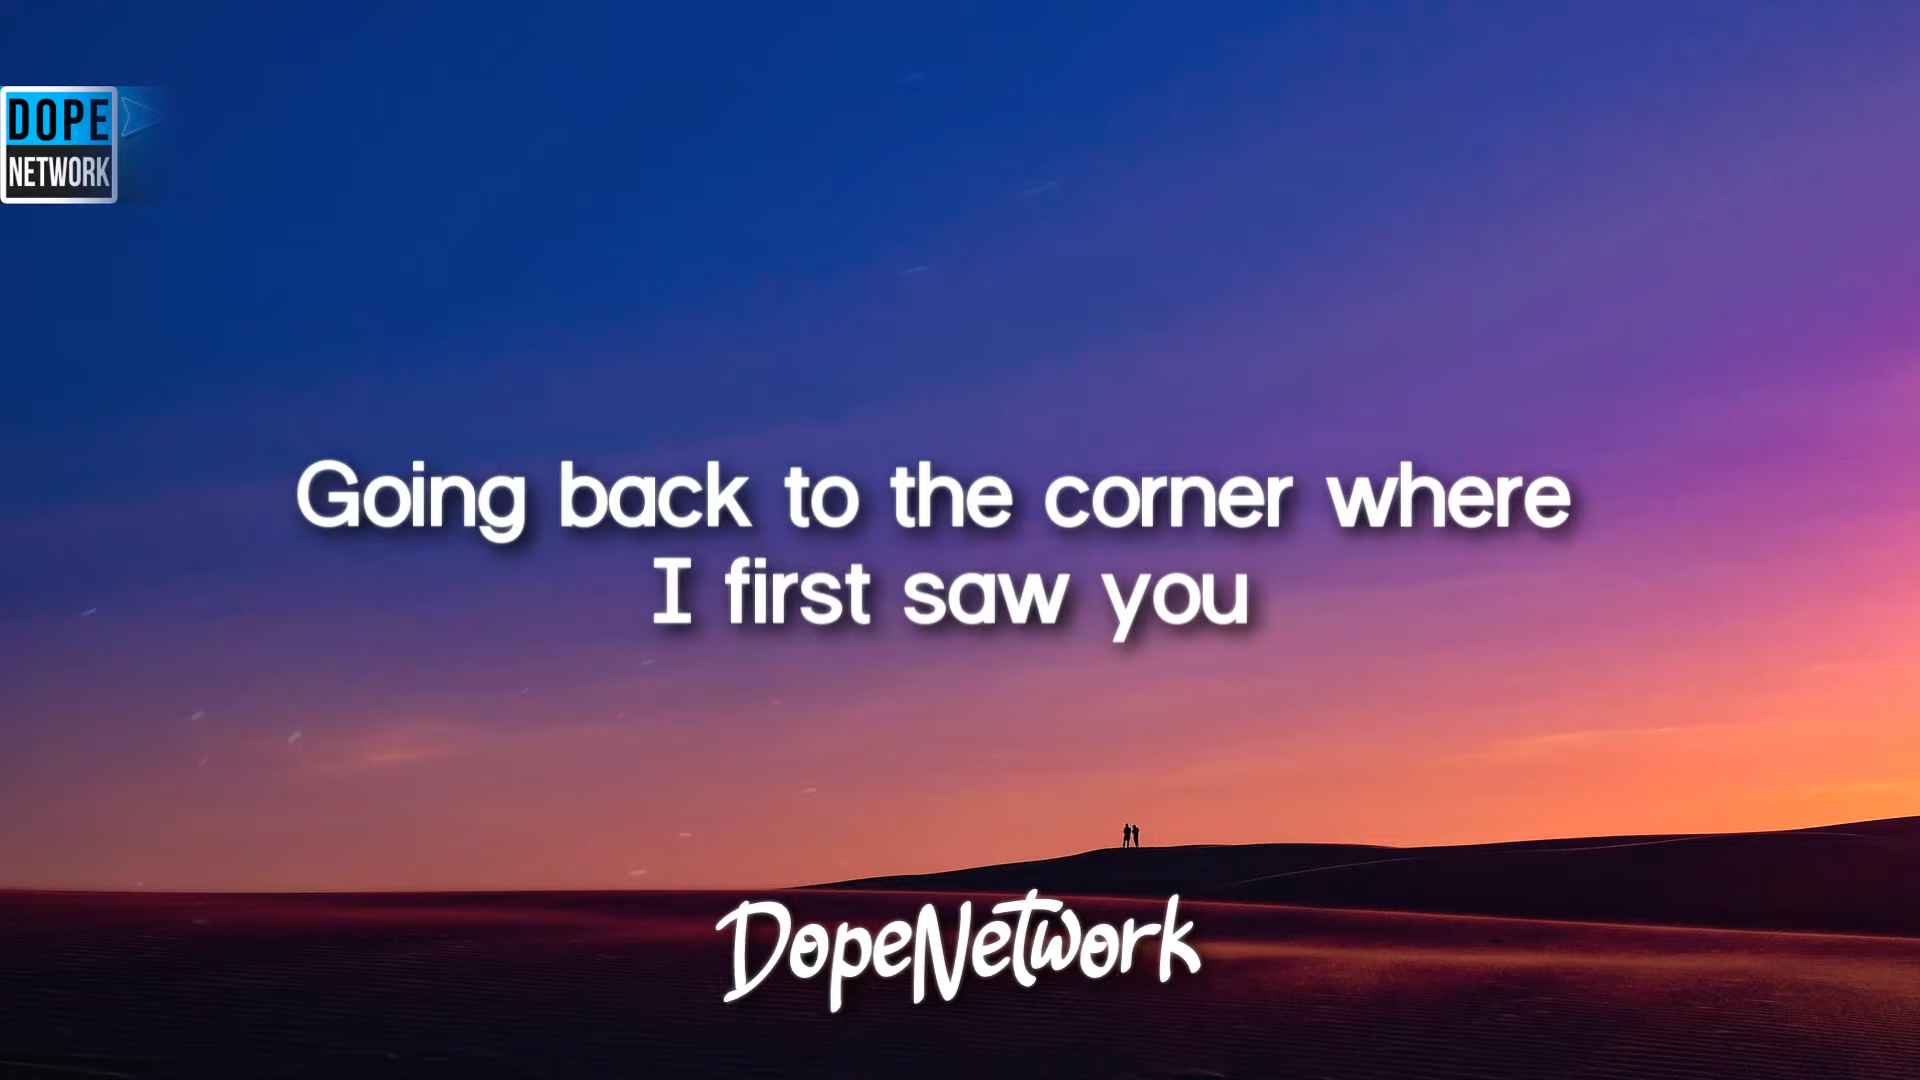 DOPE
NETWORK
Going back to the corner where
I first saw you
DopeNetwork